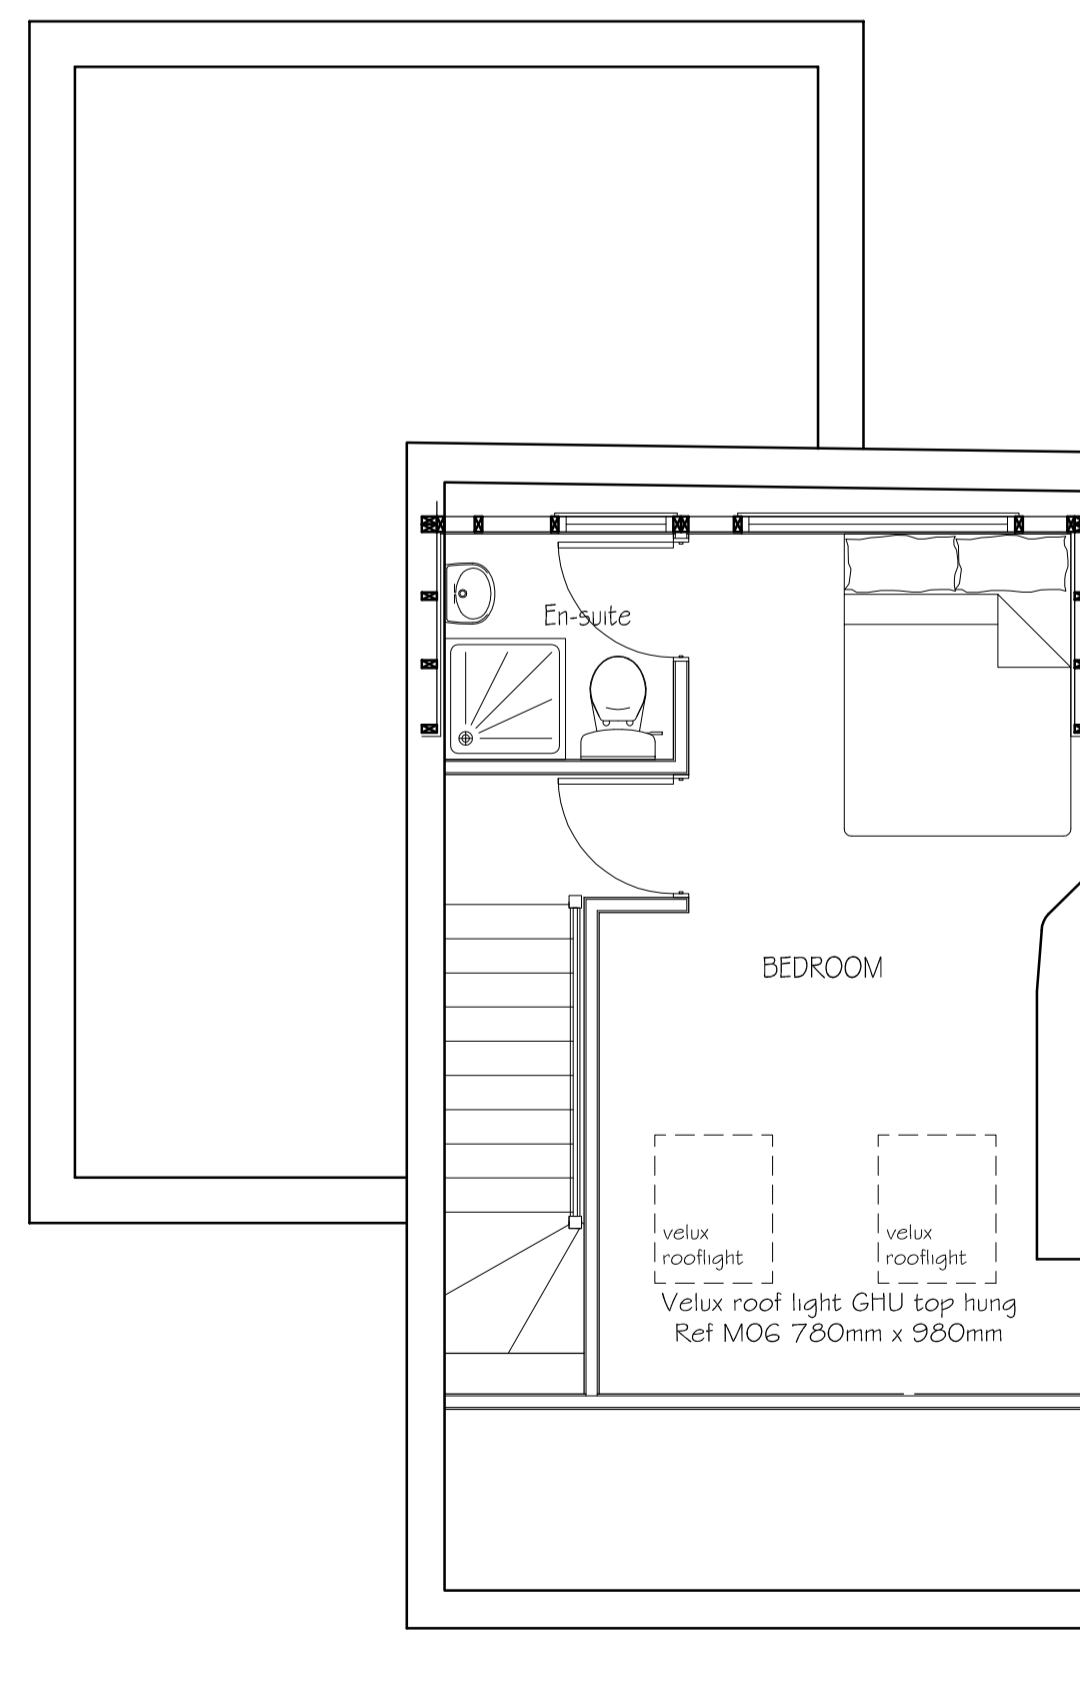 En-suite
BEDROOM
velux
rooflight
velux
rooflight
Velux roof light GHU top hung
Ref M06 780mm x 980mm